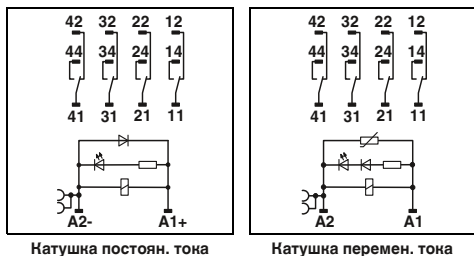 42 32 22 12
44 34 24 14
41 31 21 11
A2- A1+
Катушка постоян. тока
42 32 22 12
44 34 24 14
41 31 21 11
A2 A1
Катушка перемен. тока